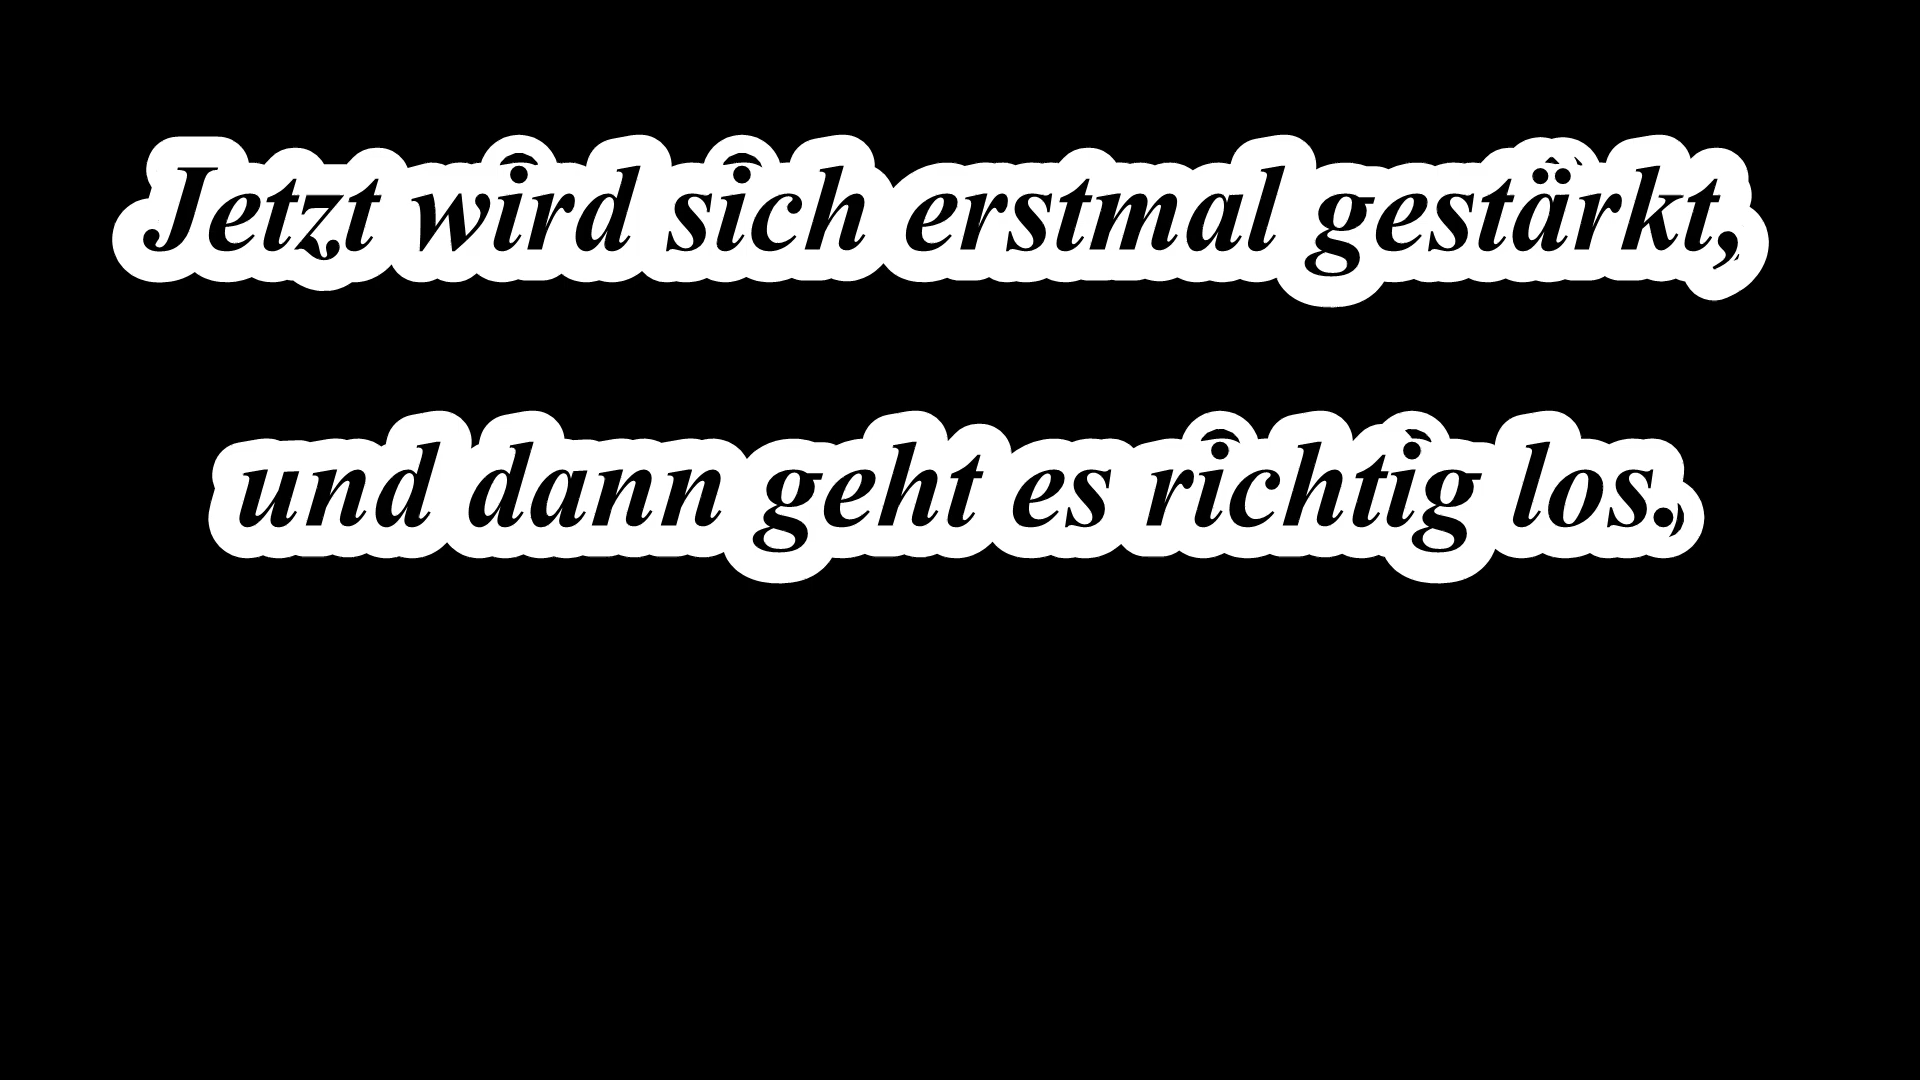 Jetzt wird sich erstmal gestärkt,
und dann geht es richtig los.